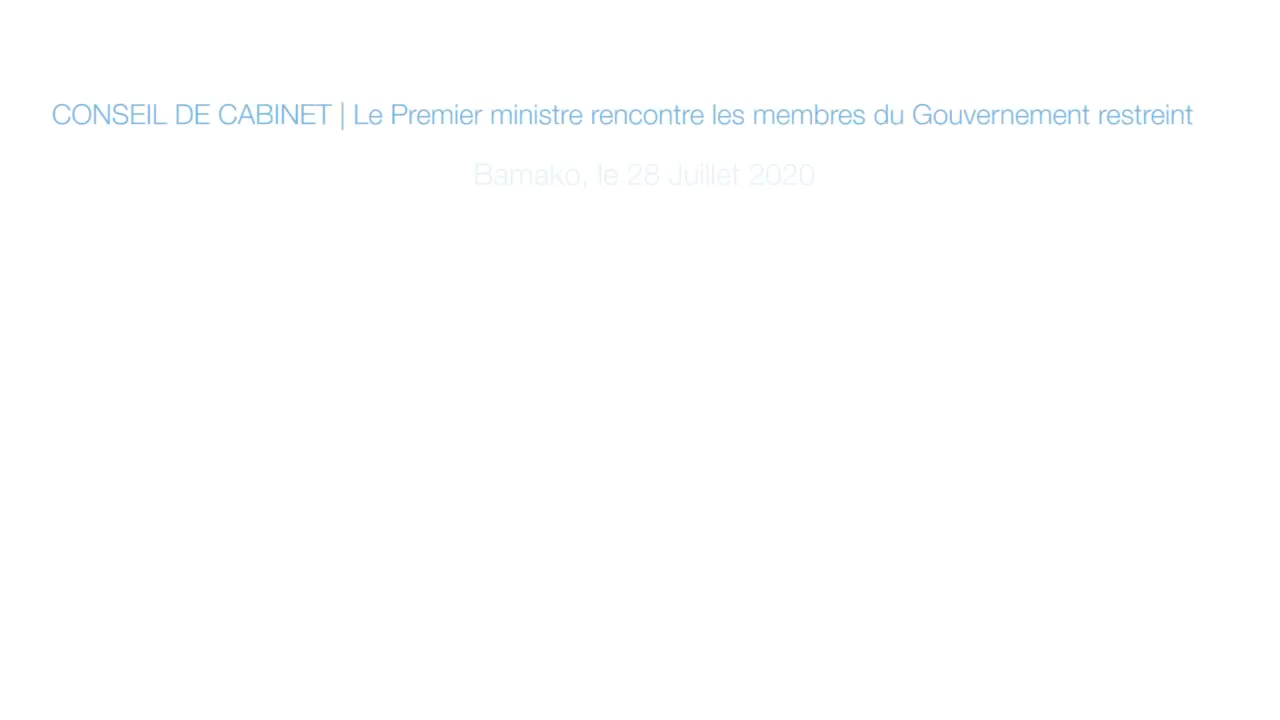 CONSEIL DE CABINET | Le Premier ministre rencontre les membres du Gouvernement restreint
Bamako, le 28 Juillet 2020